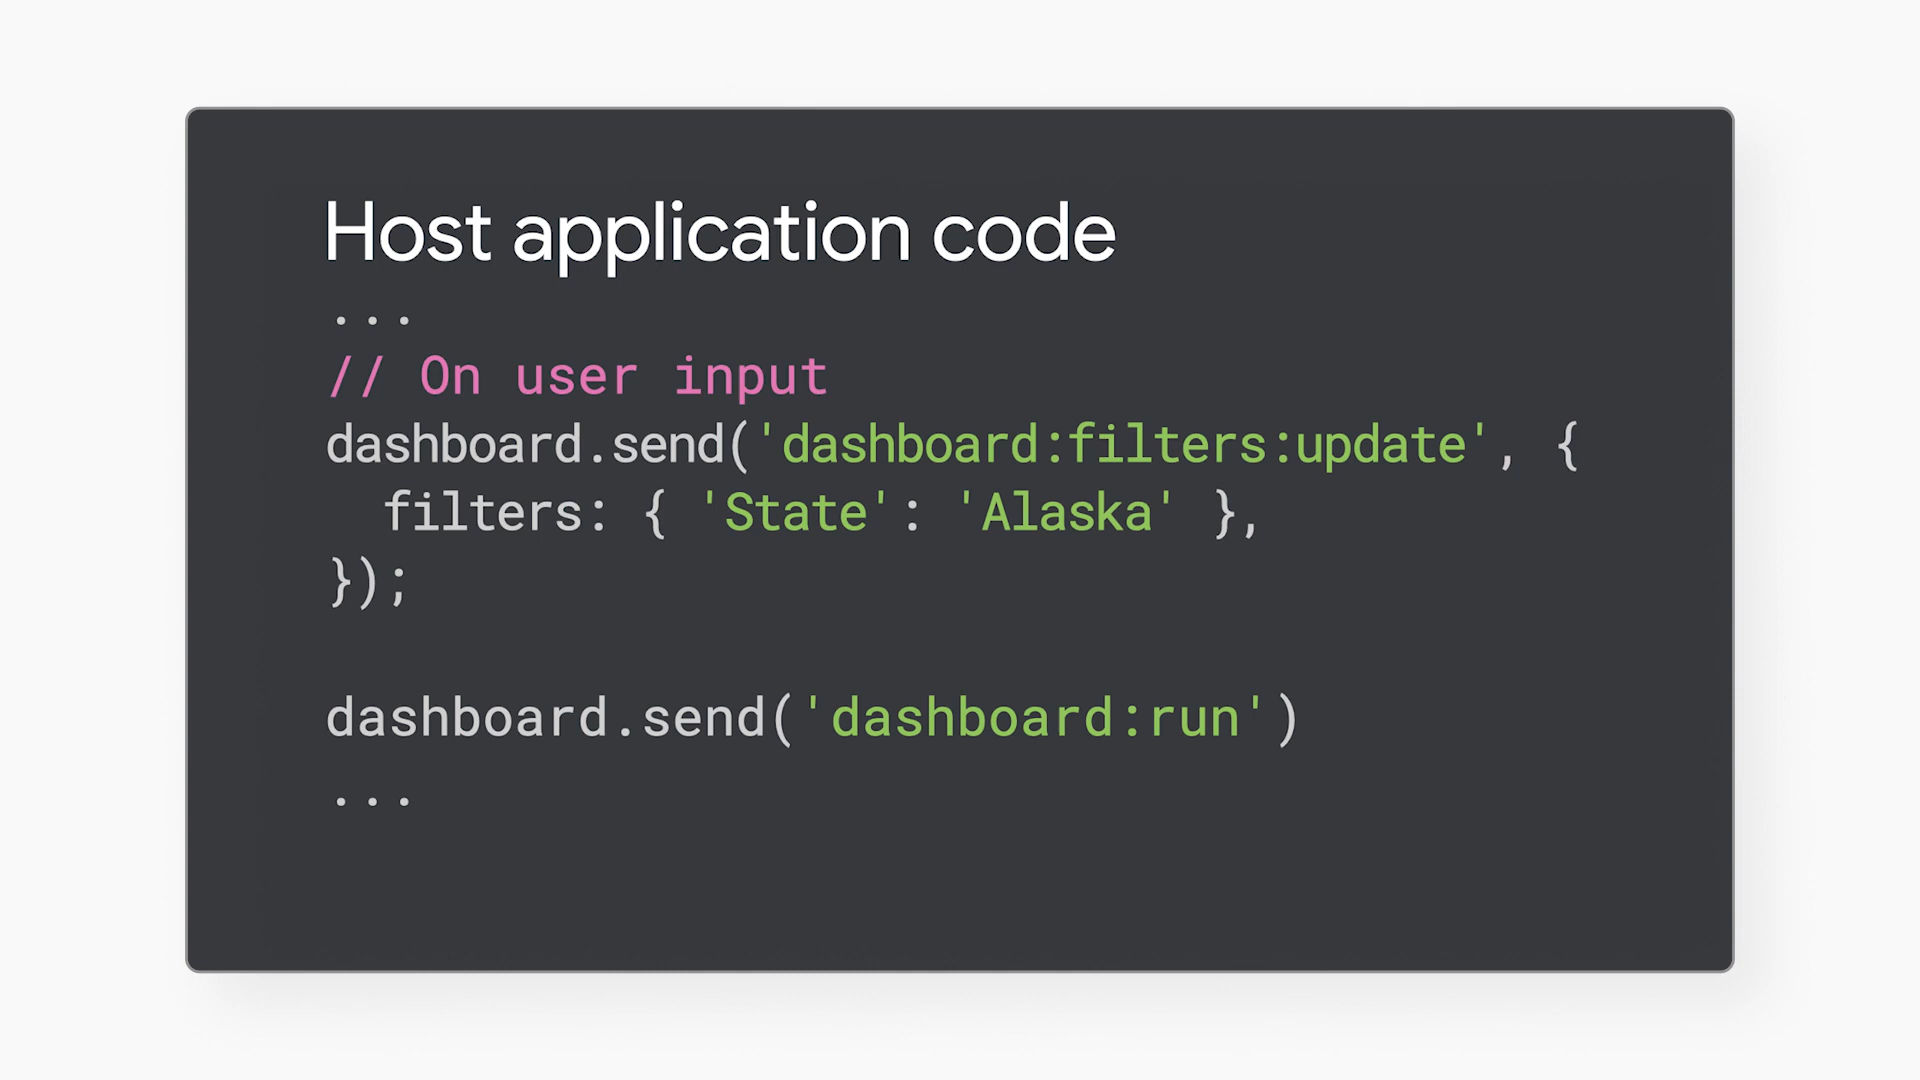 Host application code
...
// On user input
dashboard.send('dashboard:filters:update', {
  filters: { 'State': 'Alaska' },
});
dashboard.send('dashboard:run')
...